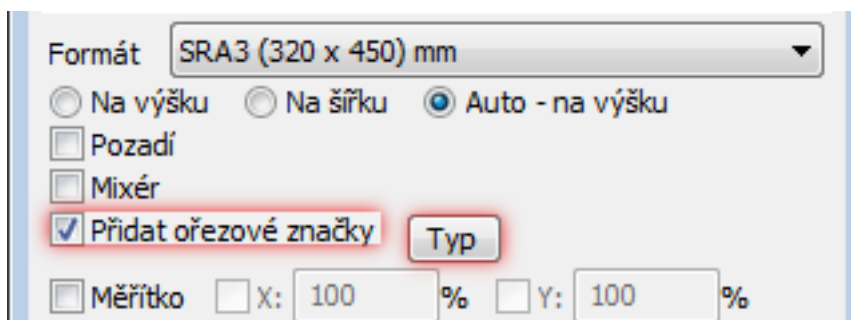 Formát SRA3 (320 x 450) mm
Na výšku Na šířku Auto - na výšku
Pozadí
Mixér
Přidat ořezové značky Typ
Měřítko X: 100 % Y: 100 %